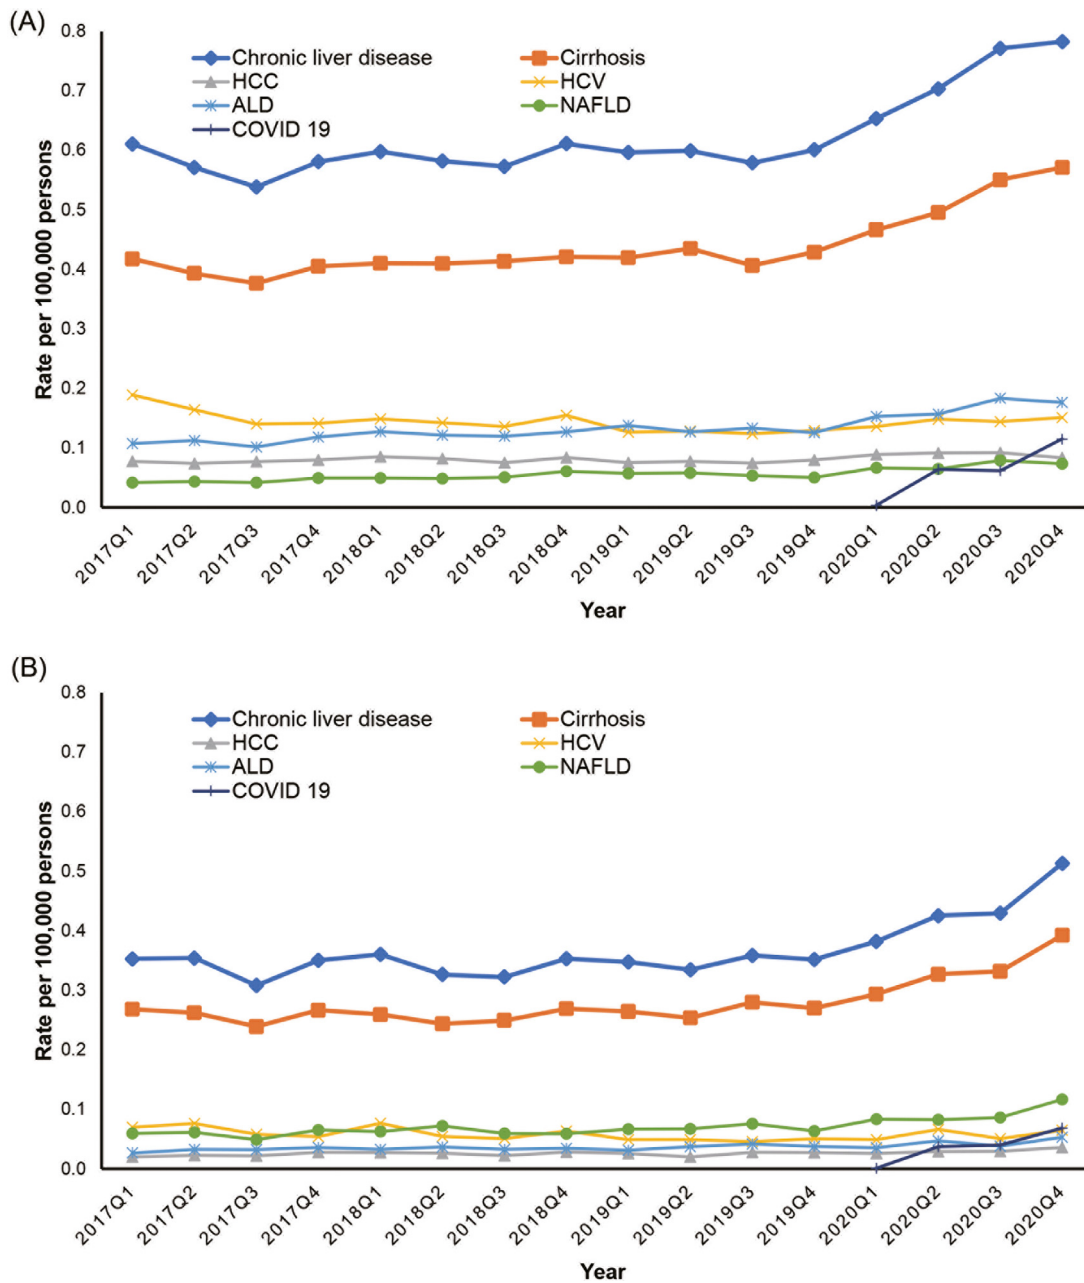 (A)
0.8
Chronic liver disease Cirrhosis
HCC HCV
ALD NAFLD
COVID 19
0.7
0.6
0.5
0.4
0.3
0.2
0.1
0.0
Rate per 100,000 persons
2017Q1 2017Q2 2017Q3 2017Q4 2018Q1 2018Q2 2018Q3 2018Q4 2019Q1 2019Q2 2019Q3 2019Q4 2020Q1 2020Q2 2020Q3 2020Q4
Year
(B)
0.8
Chronic liver disease Cirrhosis
HCC HCV
ALD NAFLD
COVID 19
0.7
0.6
0.5
0.4
0.3
0.2
0.1
0.0
Rate per 100,000 persons
2017Q1 2017Q2 2017Q3 2017Q4 2018Q1 2018Q2 2018Q3 2018Q4 2019Q1 2019Q2 2019Q3 2019Q4 2020Q1 2020Q2 2020Q3 2020Q4
Year